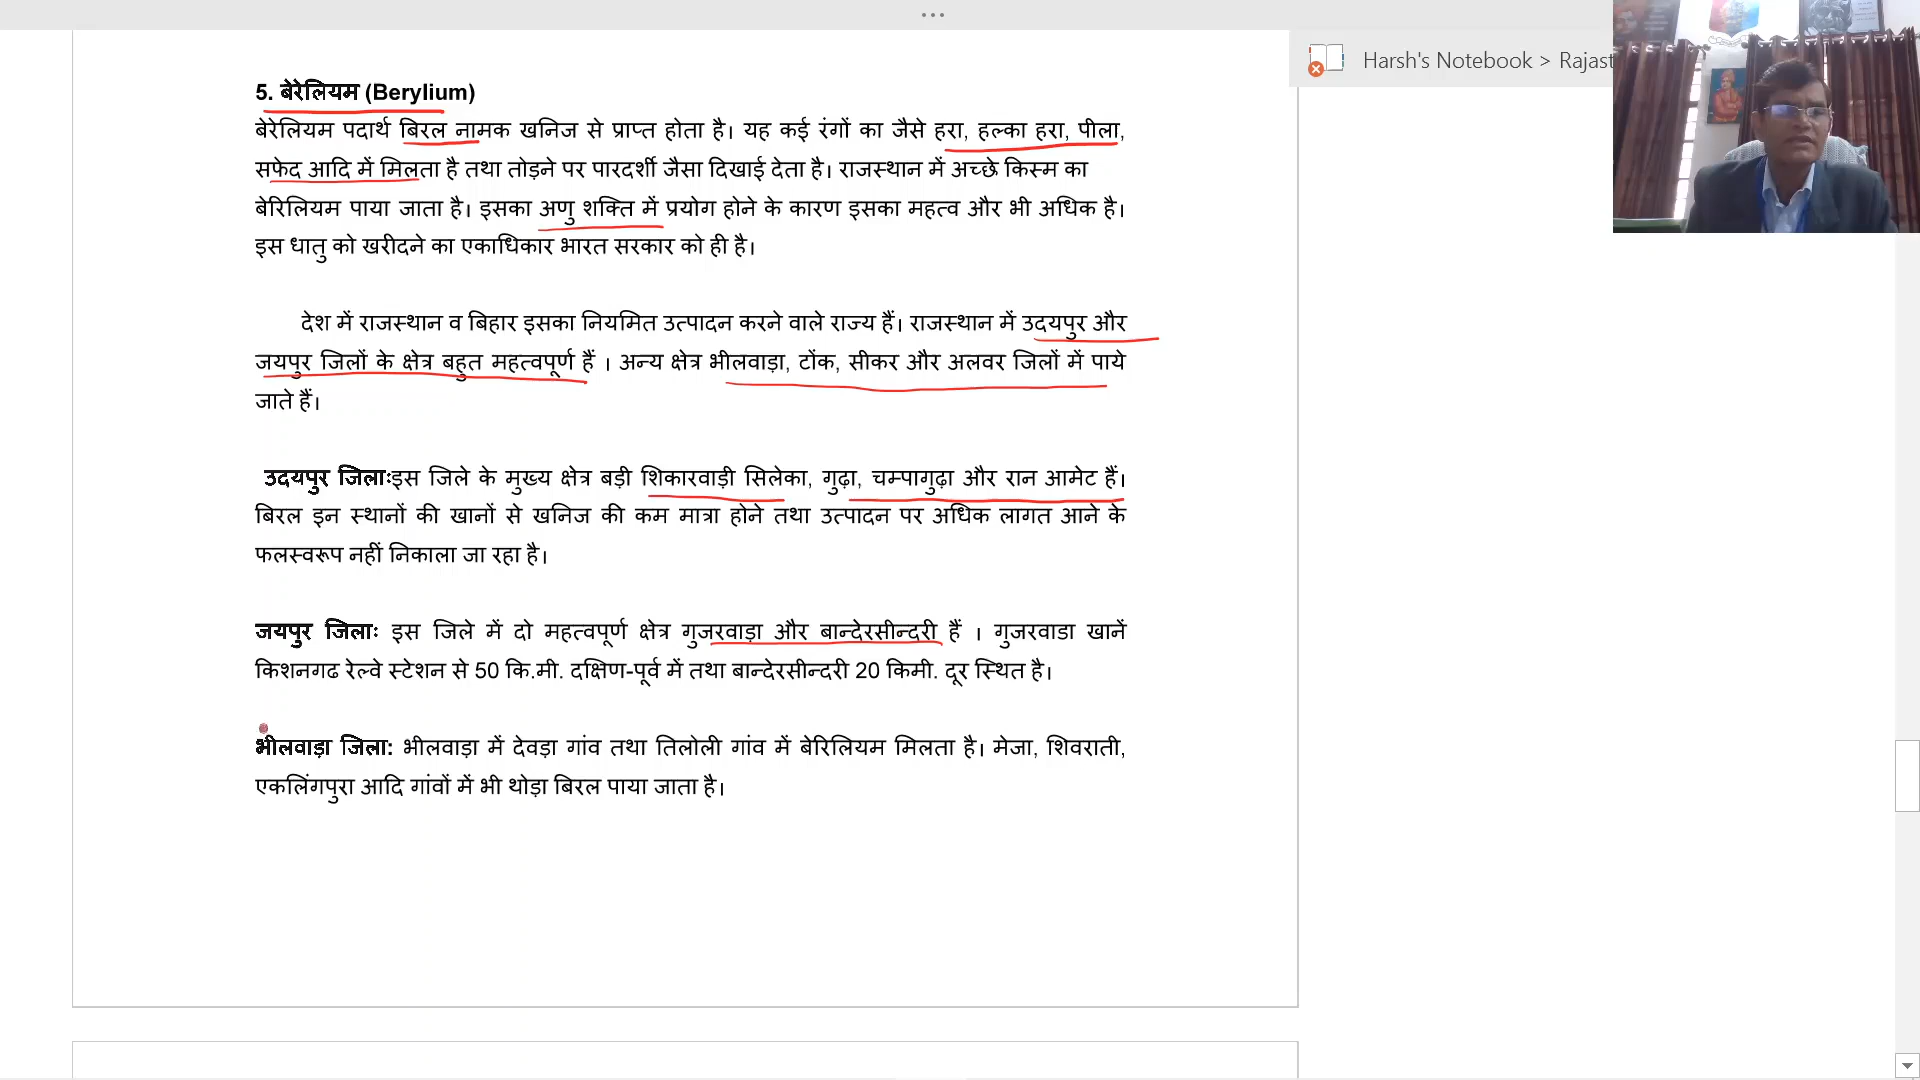 Harsh's Notebook > Rajast
5. बेरेलियम (Berylium)
बेरेलियम पदार्थ बिरल नामक खनिज से प्राप्त होता है। यह कई रंगों का जैसे हरा, हल्का हरा, पीला,
सफेद आदि में मिलता है तथा तोड़ने पर पारदर्शी जैसा दिखाई देता है। राजस्थान में अच्छे किस्म का
बेरिलियम पाया जाता है। इसका अणु शक्ति में प्रयोग होने के कारण इसका महत्व और भी अधिक है।
इस धातु को खरीदने का एकाधिकार भारत सरकार को ही है।
देश में राजस्थान व बिहार इसका नियमित उत्पादन करने वाले राज्य हैं। राजस्थान में उदयपुर और
जयपुर जिलों के क्षेत्र बहुत महत्वपूर्ण हैं । अन्य क्षेत्र भीलवाड़ा, टोंक, सीकर और अलवर जिलों में पाये
जाते हैं।
उदयपुर जिलाःइस जिले के मुख्य क्षेत्र बड़ी शिकारवाड़ी सिलेका, गुढ़ा, चम्पागुढ़ा और रान आमेट हैं।
बिरल इन स्थानों की खानों से खनिज की कम मात्रा होने तथा उत्पादन पर अधिक लागत आने के
फलस्वरूप नहीं निकाला जा रहा है।
जयपुर जिलाः इस जिले में दो महत्वपूर्ण क्षेत्र गुजरवाड़ा और बान्देरसीन्दरी हैं । गुजरवाडा खानें
किशनगढ रेल्वे स्टेशन से 50 कि.मी. दक्षिण-पूर्व में तथा बान्देरसीन्दरी 20 किमी. दूर स्थित है।
भीलवाड़ा जिला: भीलवाड़ा में देवड़ा गांव तथा तिलोली गांव में बेरिलियम मिलता है। मेजा, शिवराती,
एकलिंगपुरा आदि गांवों में भी थोड़ा बिरल पाया जाता है।